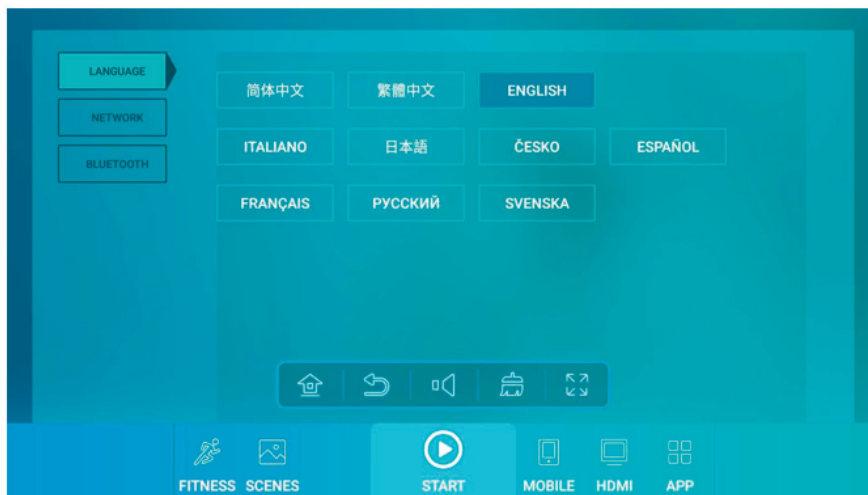 LANGUAGE
NETWORK
BLUETOOTH
简体中文 繁體中文 ENGLISH
ITALIANO 日本語 ČESKO ESPAÑOL
FRANÇAIS РУССКИЙ SVENSKA
FITNESS SCENES START MOBILE HDMI APP